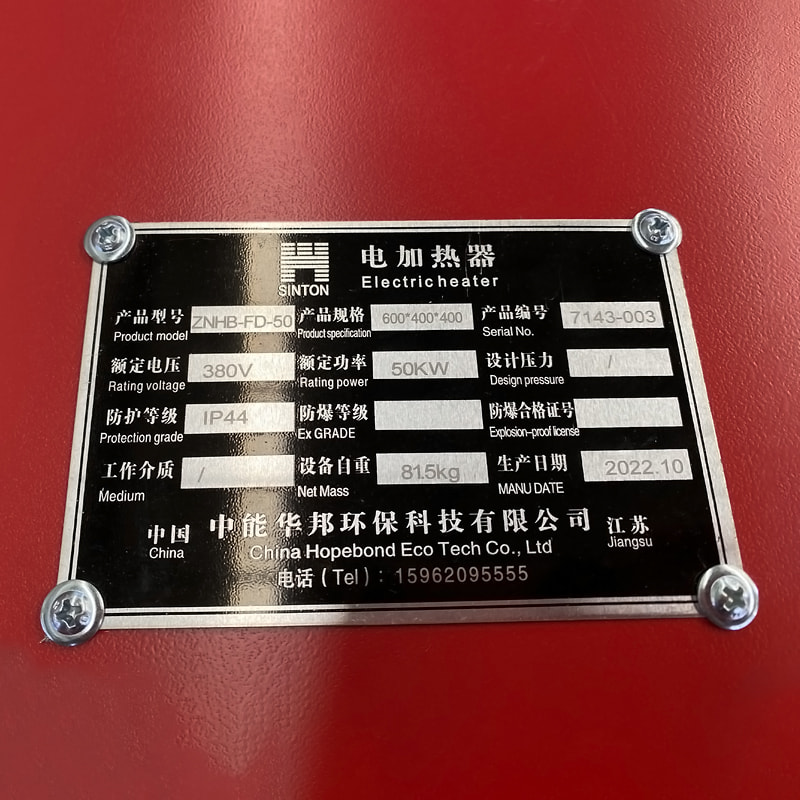 SINTON
电加热器
Electricheater
产品型号 ZNHB-FD-50 产品规格 600*400*400 产品编号 7143-003
Product model Product specification Serial No.
额定电压 380V 额定功率 50KW 设计压力 /
Rating voltage Rating power Design pressure
防护等级 IP44 防爆等级 防爆合格证号
Protection grade Ex GRADE Explosion-proof license
工作介质 / 设备自重 81.5kg 生产日期 2022.10
Medium Net Mass MANU DATE
中国 中能华邦环保科技有限公司 江苏
China China Hopebond Eco Tech Co., Ltd Jiangsu
电话（Tel）：15962095555